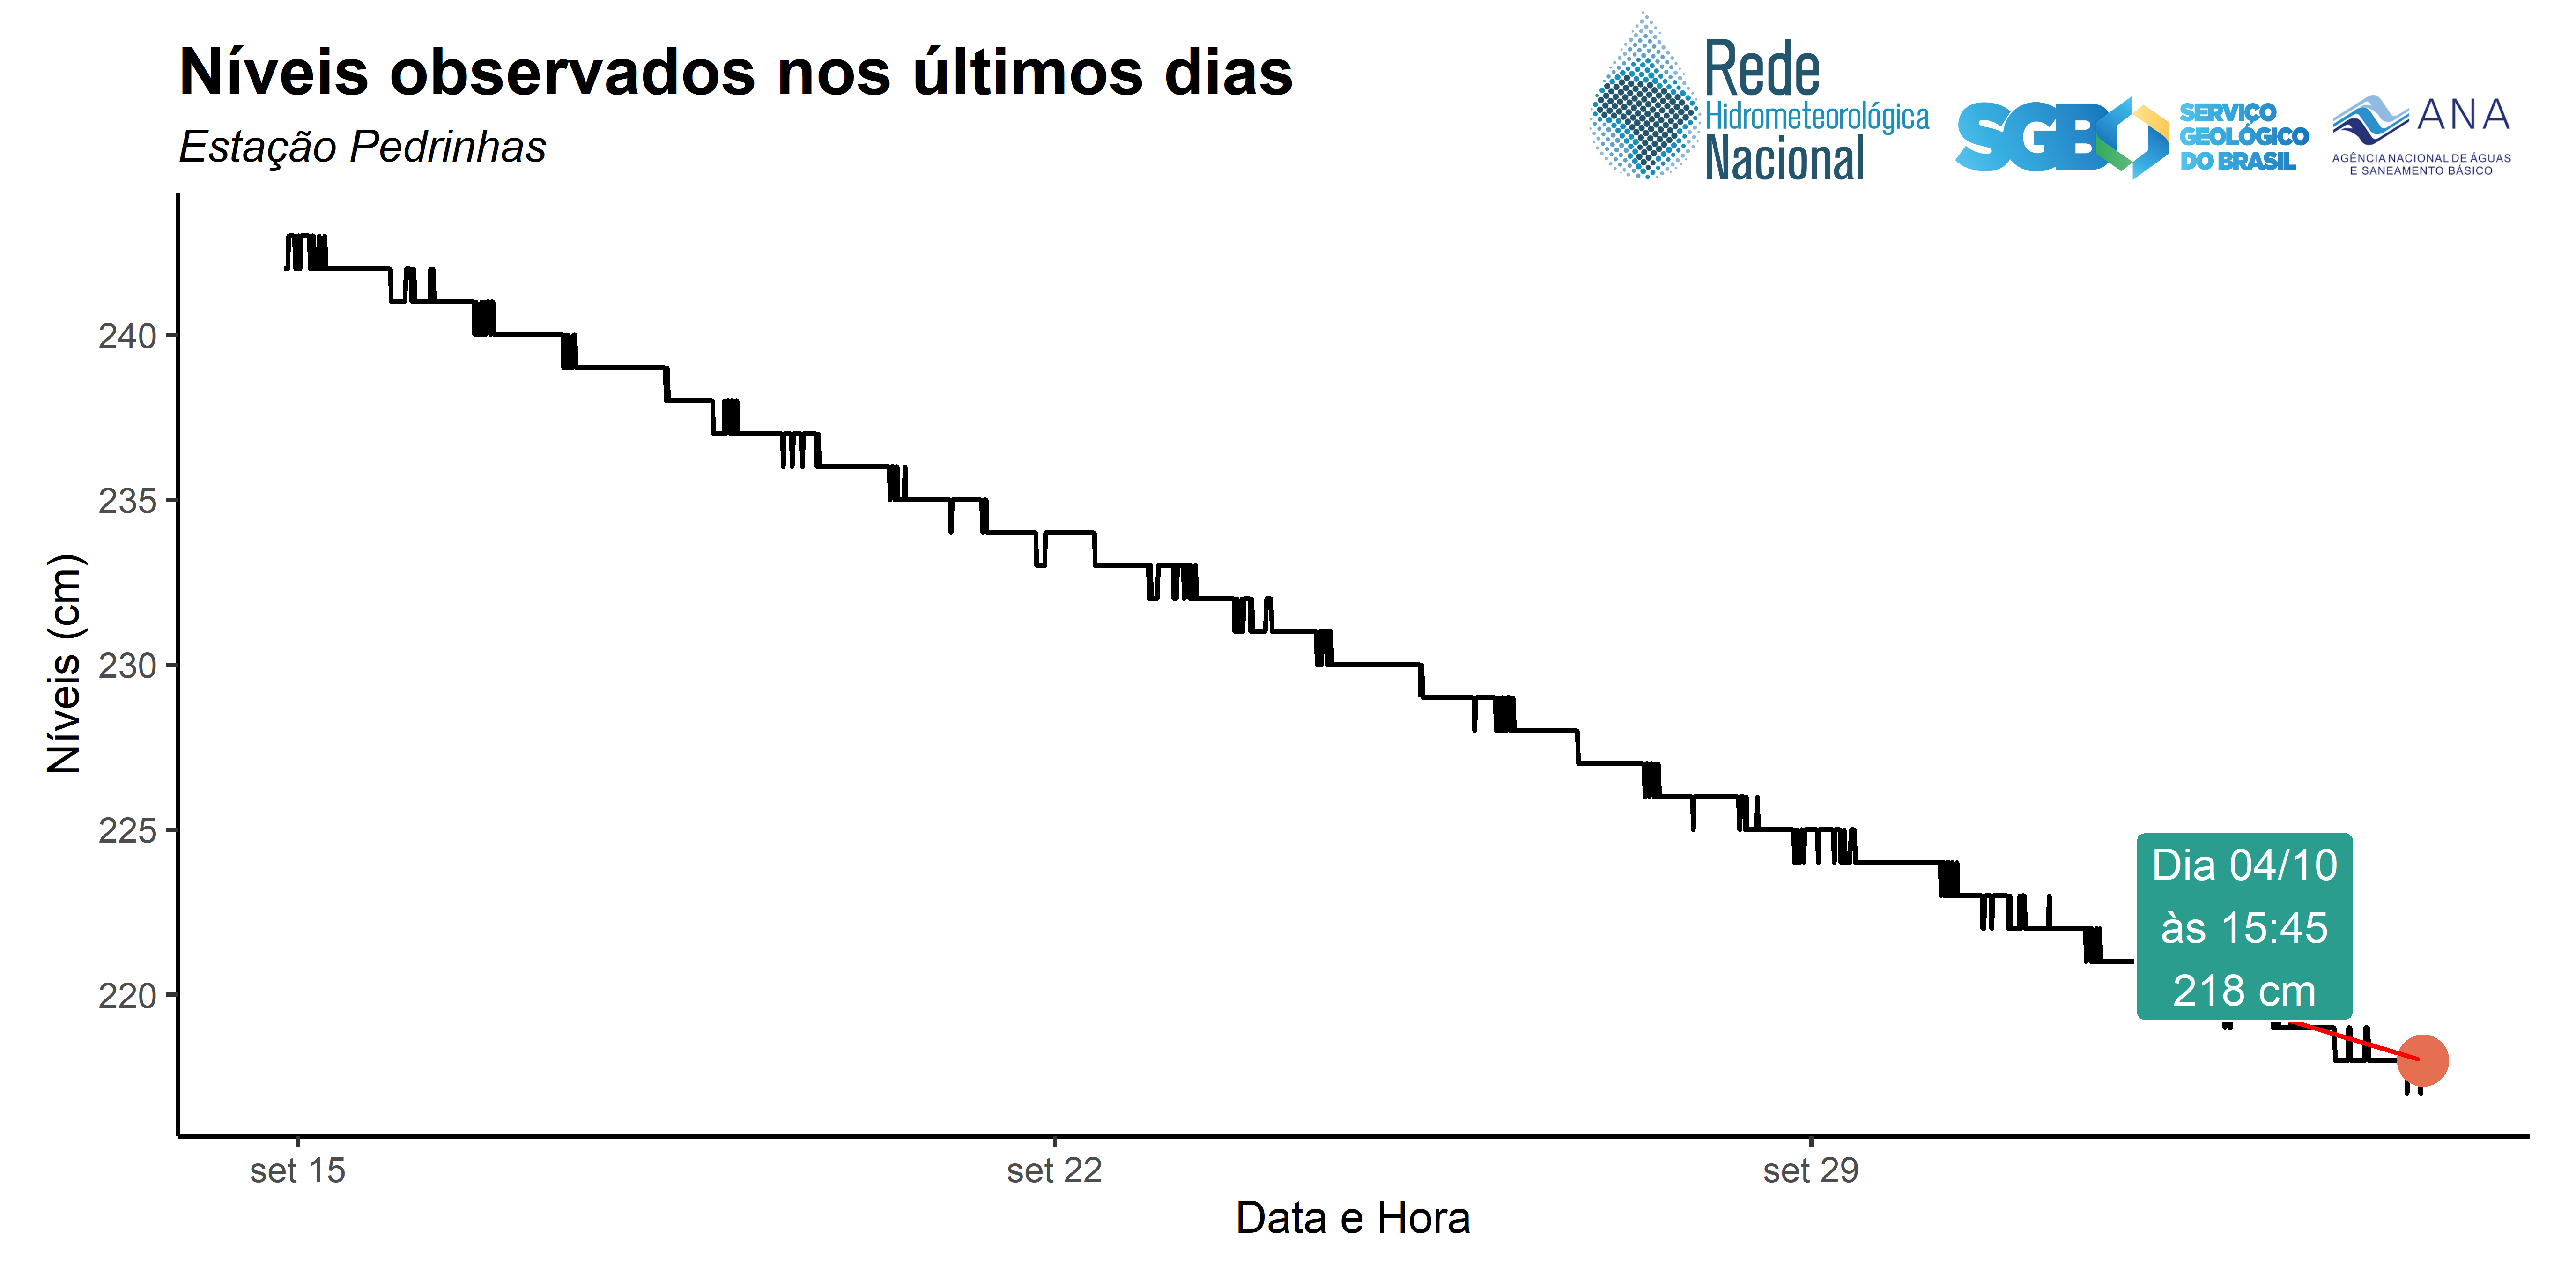 Níveis observados nos últimos dias
Estação Pedrinhas
Rede
Hidrometeorológica
Nacional
SGB
SERVIÇO
GEOLÓGICO
DO BRASIL
ANA
AGÊNCIA NACIONAL DE ÁGUAS
E SANEAMENTO BÁSICO
Níveis (cm)
240
235
230
225
220
Dia 04/10
às 15:45
218 cm
set 15
set 22
set 29
Data e Hora